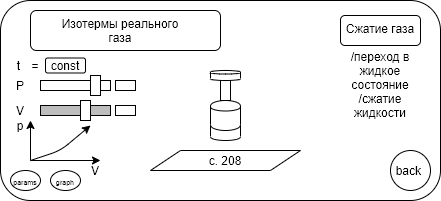 Изотермы реального
газа
t = const
P
V
p
V
params
graph
с. 208
Сжатие газа
/переход в
жидкое
состояние
/сжатие
жидкости
back